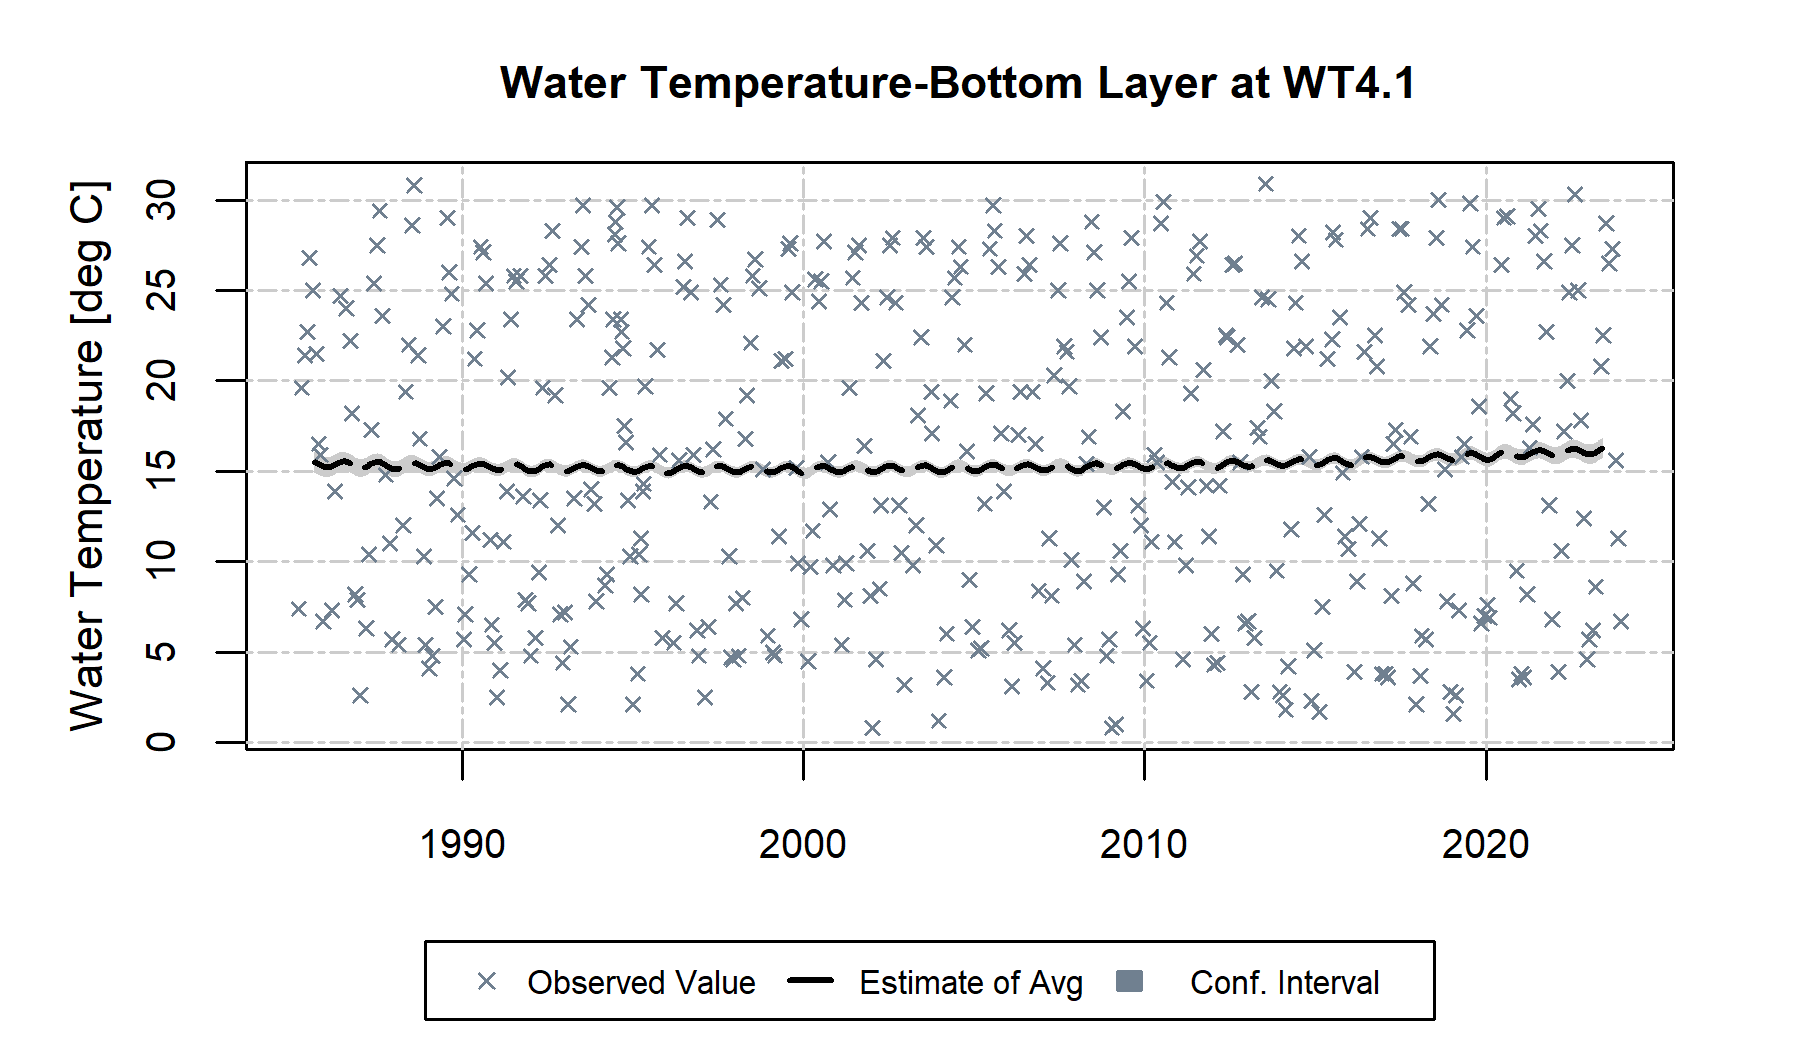 Water Temperature-Bottom Layer at WT4.1
Water Temperature [deg C]
30
25
20
15
10
5
0
1990 2000 2010 2020
Observed Value Estimate of Avg Conf. Interval